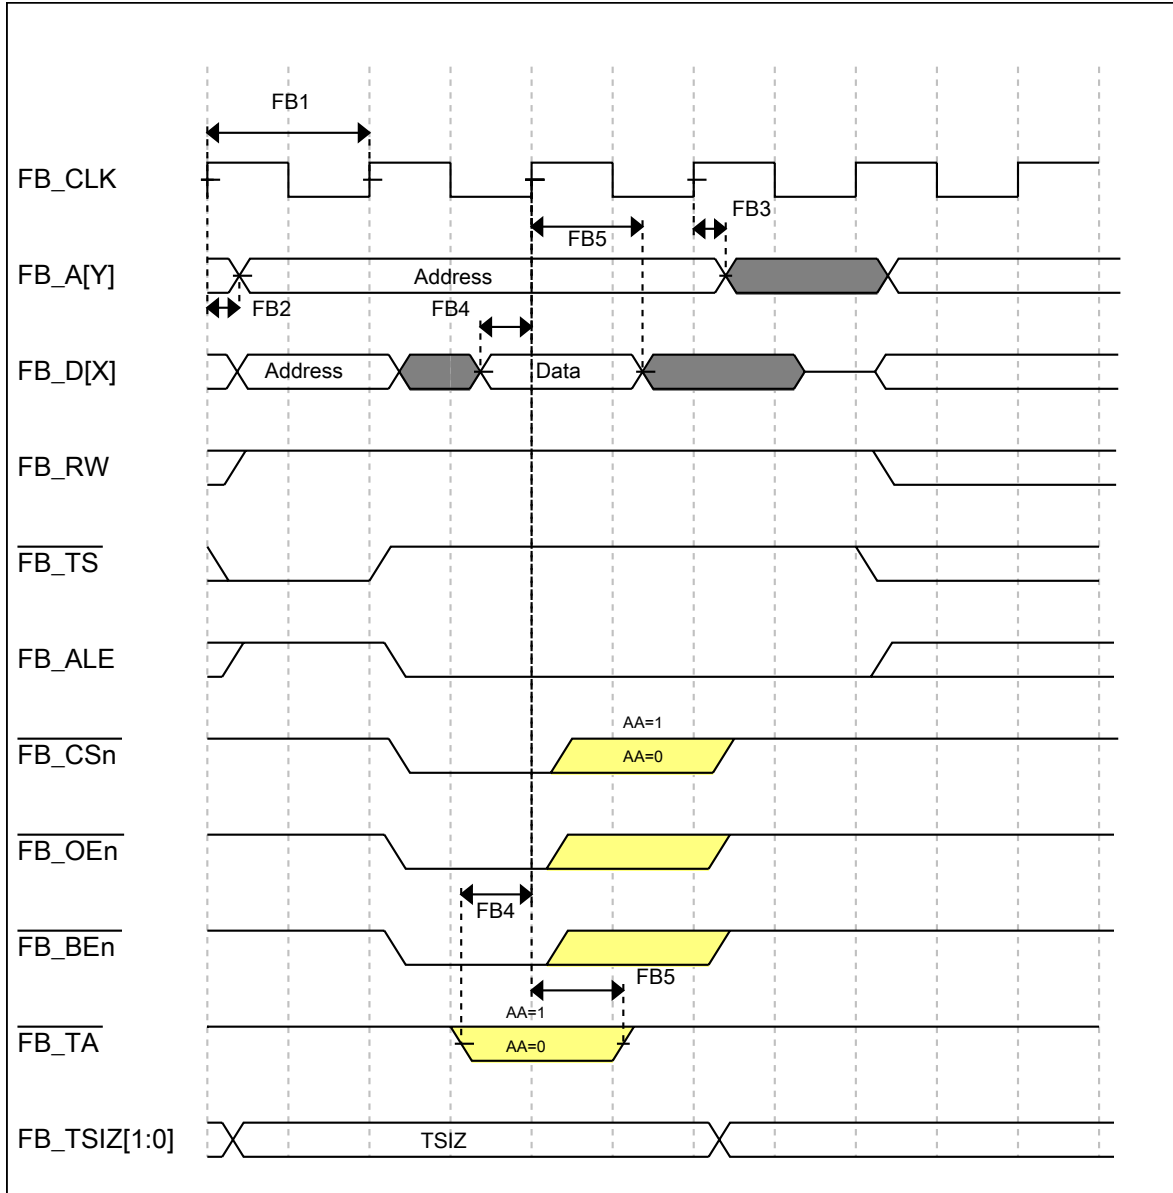 FB1
FB_CLK
FB3
FB5
FB_A[Y]
Address
FB2
FB4
FB_D[X]
Address
Data
FB_RW
FB_TS
FB_ALE
AA=1
FB_CSn
AA=0
FB_OEn
FB4
FB_BEn
FB5
AA=1
FB_TA
AA=0
FB_TSIZ[1:0]
TSIZ